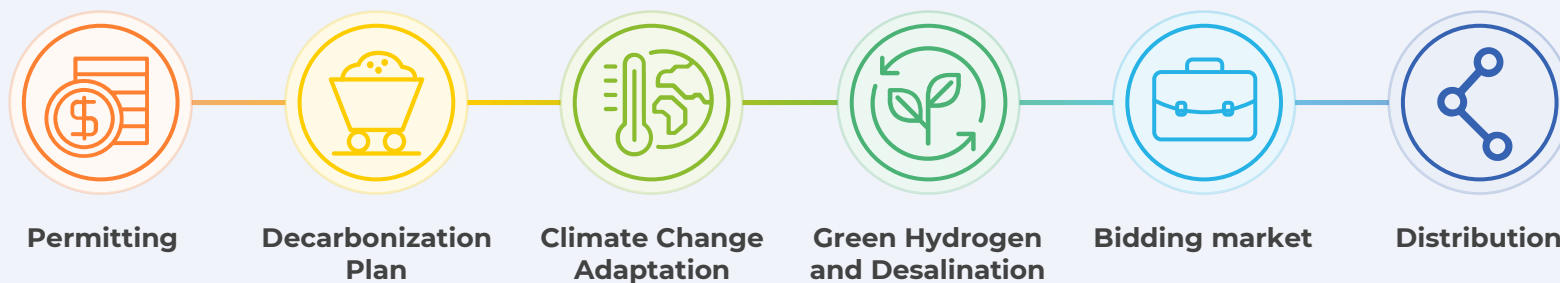 Permitting
Decarbonization
Plan
Climate Change
Adaptation
Green Hydrogen
and Desalination
Bidding market
Distribution
$